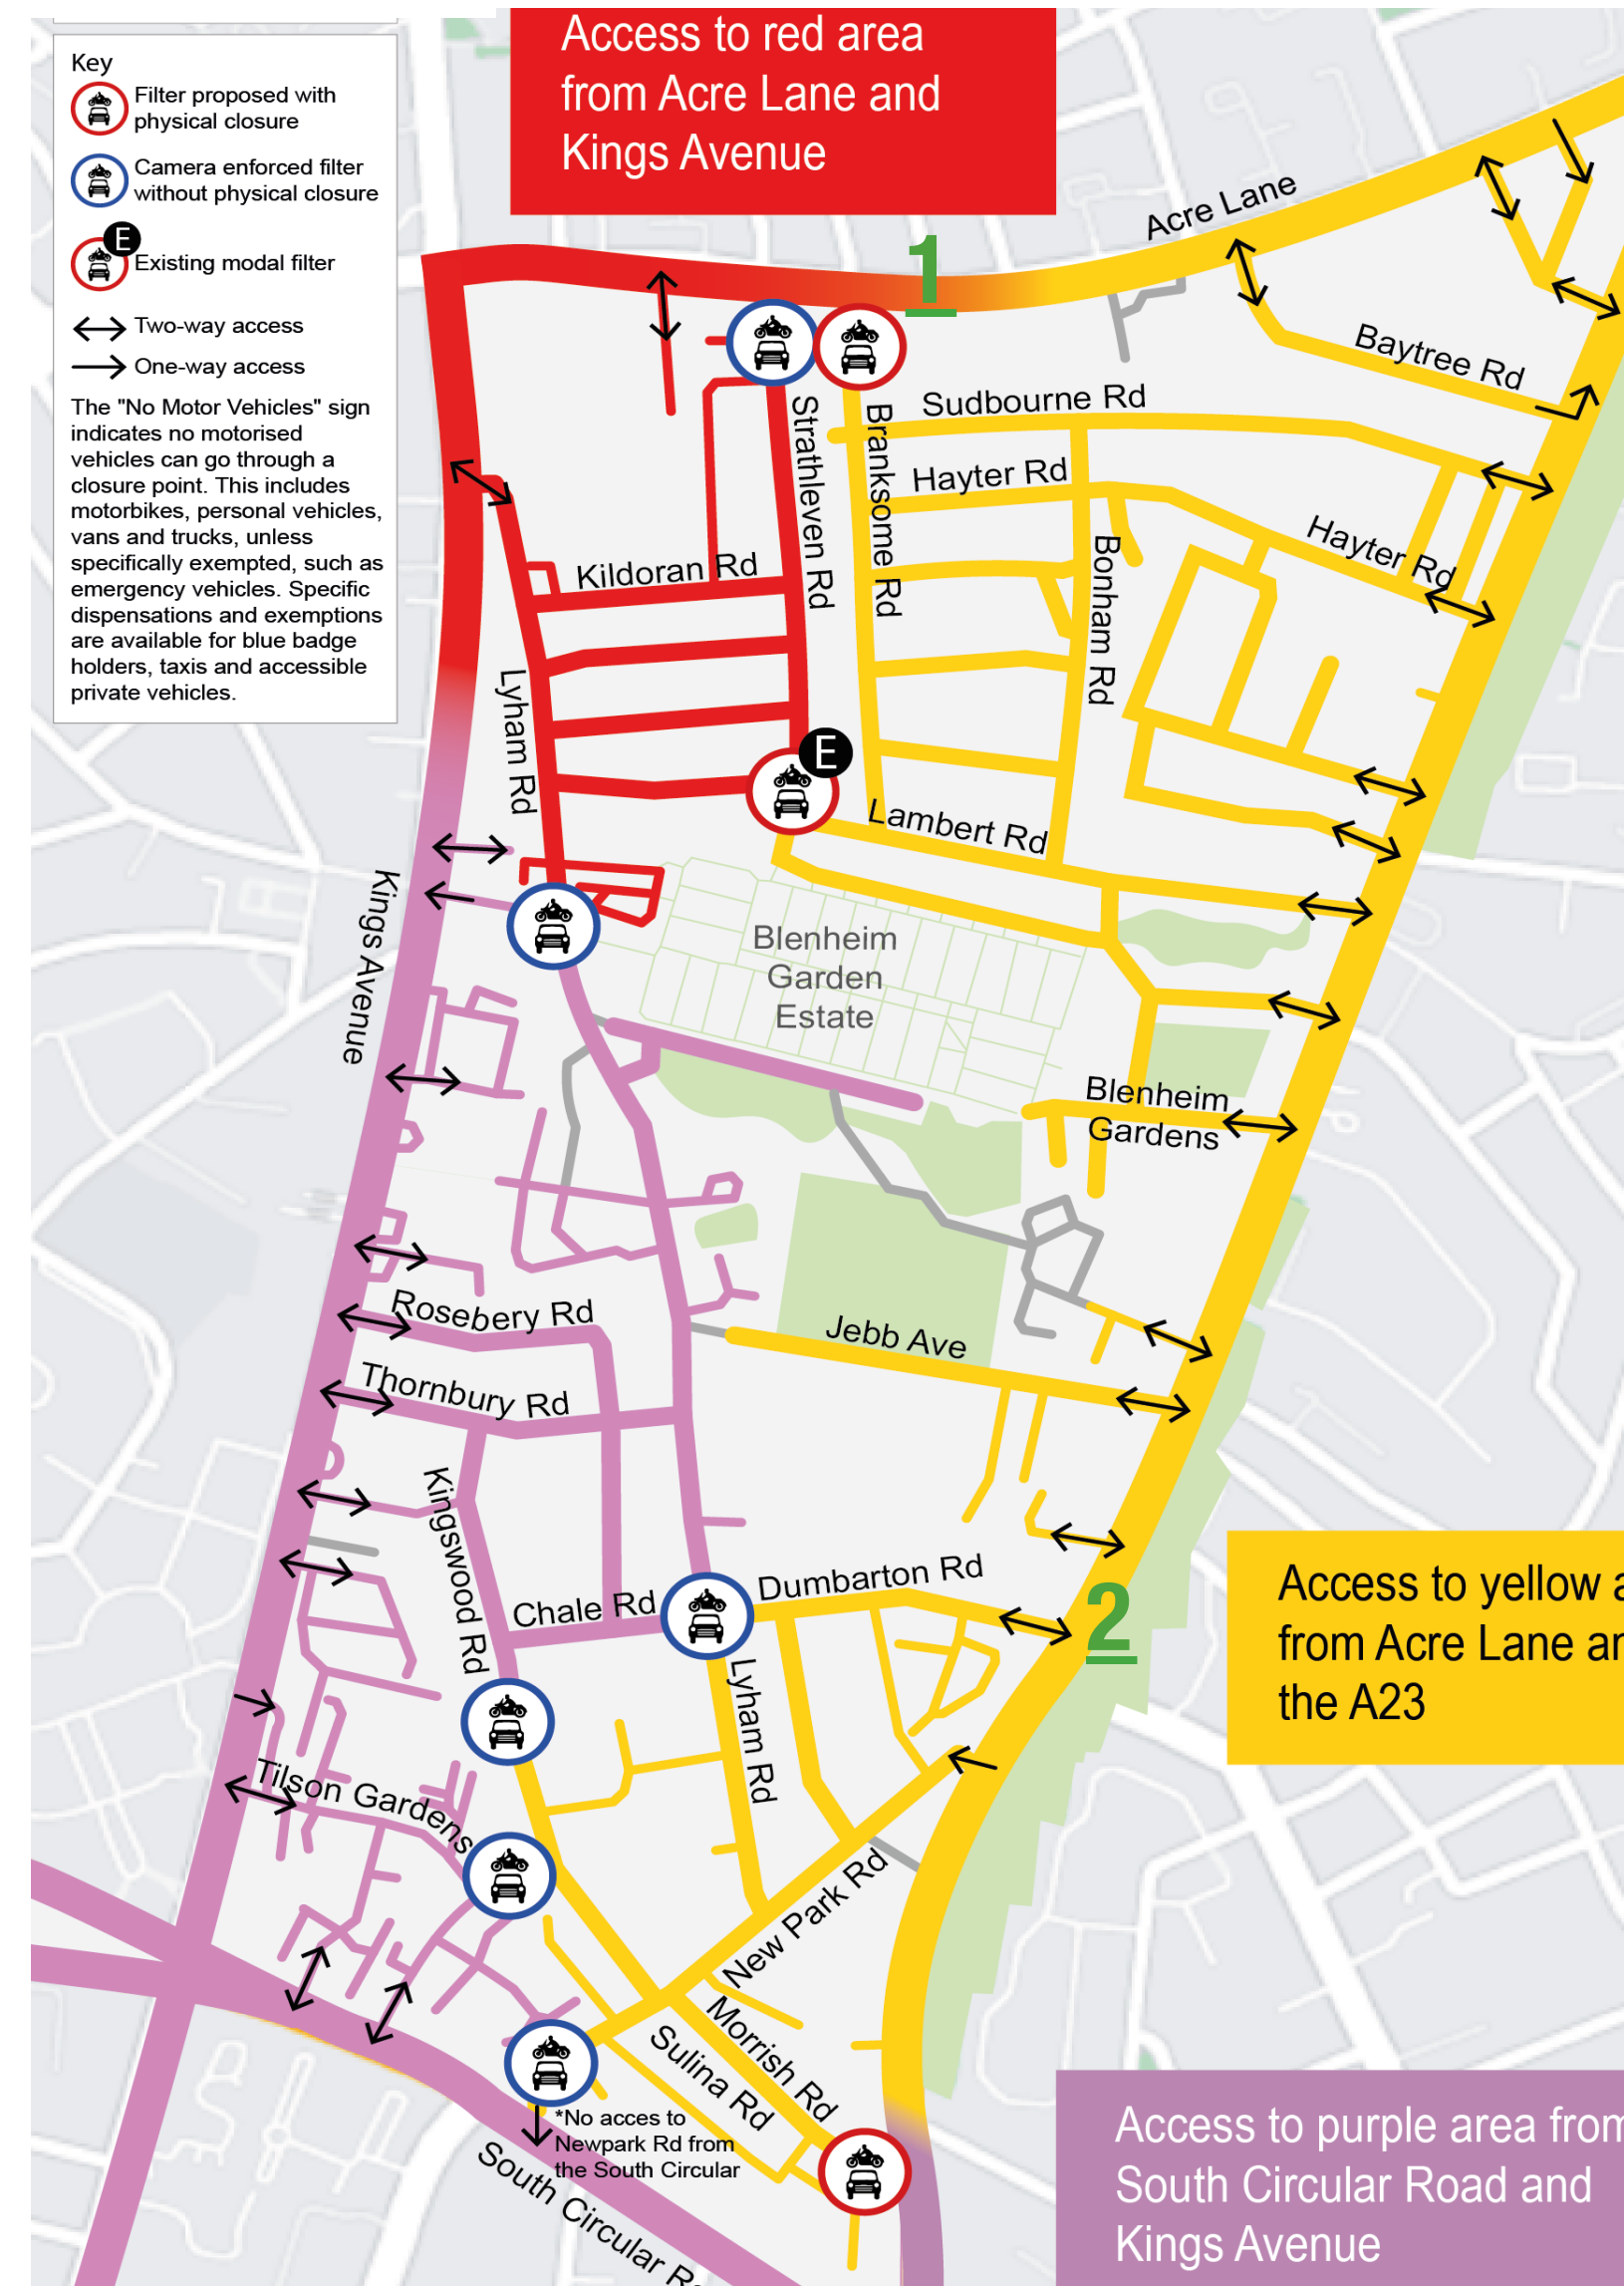 Access to red area
from Acre Lane and
Kings Avenue
Key
Filter proposed with
physical closure
Camera enforced filter
without physical closure
E
Existing modal filter
Two-way access
One-way access
The "No Motor Vehicles" sign
indicates no motorised
vehicles can go through a
closure point. This includes
motorbikes, personal vehicles,
vans and trucks, unless
specifically exempted, such as
emergency vehicles. Specific
dispensations and exemptions
are available for blue badge
holders, taxis and accessible
private vehicles.
Acre Lane
1
Baytree Rd
Sudbourne Rd
Strathleven Rd
Branksome Rd
Hayter Rd
Hayter Rd
Bonham Rd
Kildoran Rd
Lyham Rd
E
Lambert Rd
Kings Avenue
Blenheim
Garden
Estate
Blenheim
Gardens
Rosebery Rd
Jebb Ave
Thornbury Rd
Kingswood Rd
Dumbarton Rd
Chale Rd
2
Access to yellow a
from Acre Lane an
the A23
Lyham Rd
Tilson Gardens
New Park Rd
Morrish Rd
Sulina Rd
*No acces to
Newpark Rd from
the South Circular
South Circular R
Access to purple area from
South Circular Road and
Kings Avenue